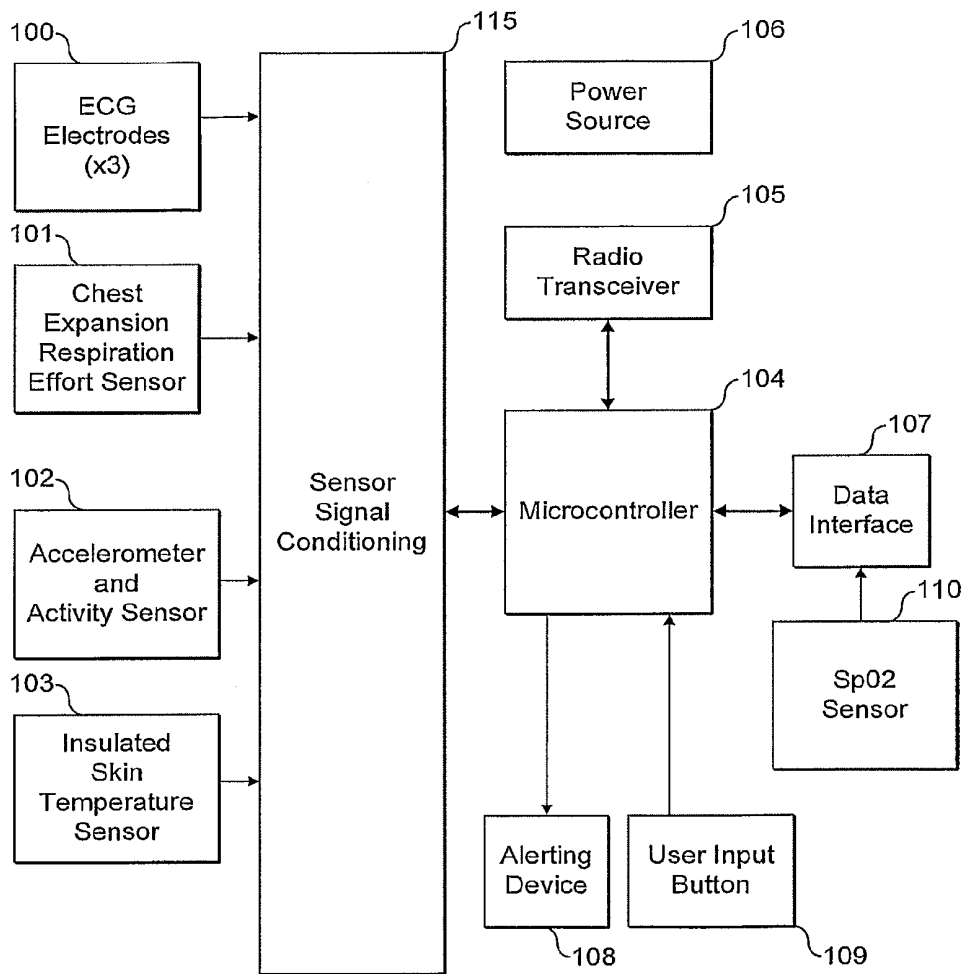 100
ECG
Electrodes
(x3)
101
Chest
Expansion
Respiration
Effort Sensor
102
Accelerometer
and
Activity Sensor
103
Insulated
Skin
Temperature
Sensor
115
Sensor
Signal
Conditioning
106
Power
Source
105
Radio
Transceiver
104
Microcontroller
107
Data
Interface
110
Sp02
Sensor
Alerting
Device
108
User Input
Button
109